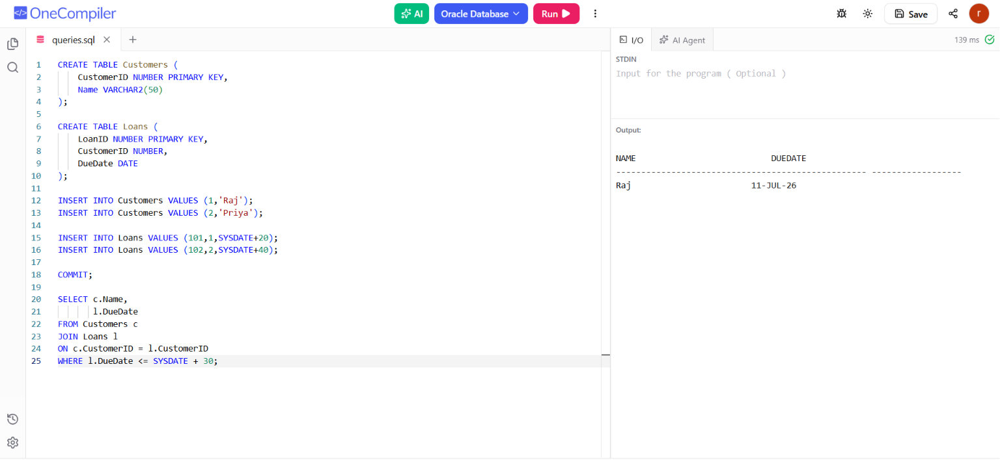 </> OneCompiler
AI
Oracle Database
Run
Save
r
queries.sql
1 CREATE TABLE Customers (
2 CustomerID NUMBER PRIMARY KEY,
3 Name VARCHAR2(50)
4 );
5
6 CREATE TABLE Loans (
7 LoanID NUMBER PRIMARY KEY,
8 CustomerID NUMBER,
9 DueDate DATE
10 );
11
12 INSERT INTO Customers VALUES (1,'Raj');
13 INSERT INTO Customers VALUES (2,'Priya');
14
15 INSERT INTO Loans VALUES (101,1,SYSDATE+20);
16 INSERT INTO Loans VALUES (102,2,SYSDATE+40);
17
18 COMMIT;
19
20 SELECT c.Name,
21 l.DueDate
22 FROM Customers c
23 JOIN Loans l
24 ON c.CustomerID = l.CustomerID
25 WHERE l.DueDate <= SYSDATE + 30;
I/O
AI Agent
139 ms
STDIN
Input for the program ( Optional )
Output:
NAME DUEDATE
-------------------------------------------------- ------------------
Raj 11-JUL-26